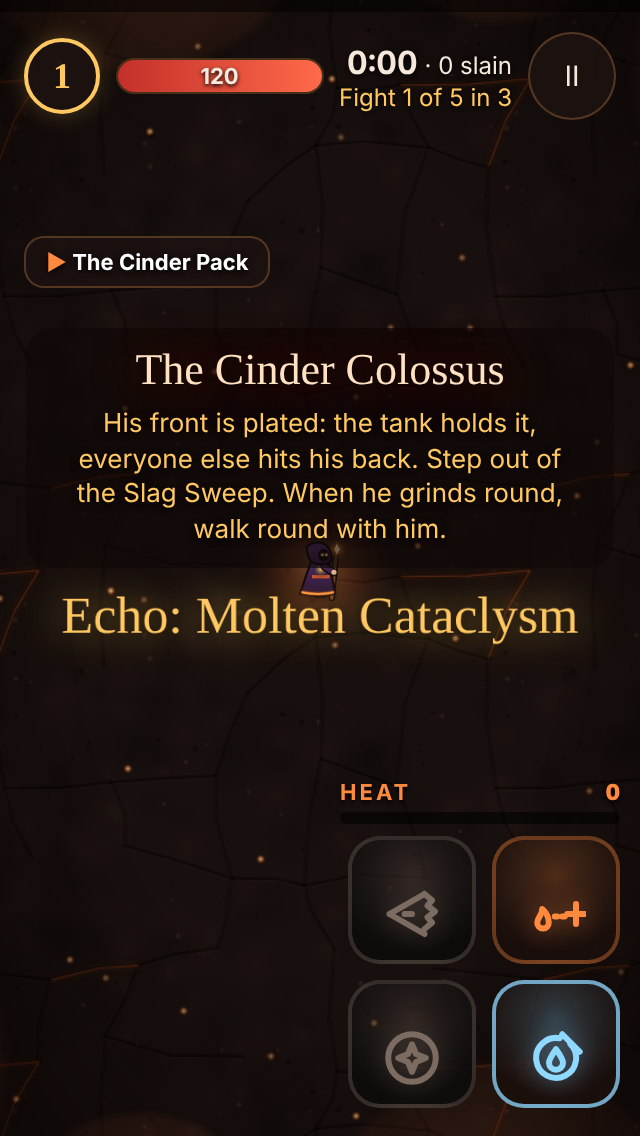 1
120
0:00 · 0 slain
Fight 1 of 5 in 3
The Cinder Pack
The Cinder Colossus
His front is plated: the tank holds it,
everyone else hits his back. Step out of
the Slag Sweep. When he grinds round,
walk round with him.
Echo: Molten Cataclysm
HEAT 0